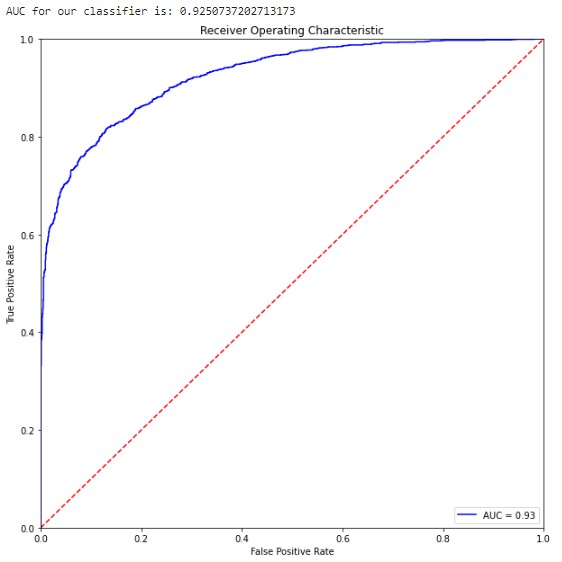 AUC for our classifier is: 0.9250737202713173
Receiver Operating Characteristic
1.0
0.8
0.6
0.4
0.2
0.0
True Positive Rate
AUC = 0.93
0.0 0.2 0.4 0.6 0.8 1.0
False Positive Rate